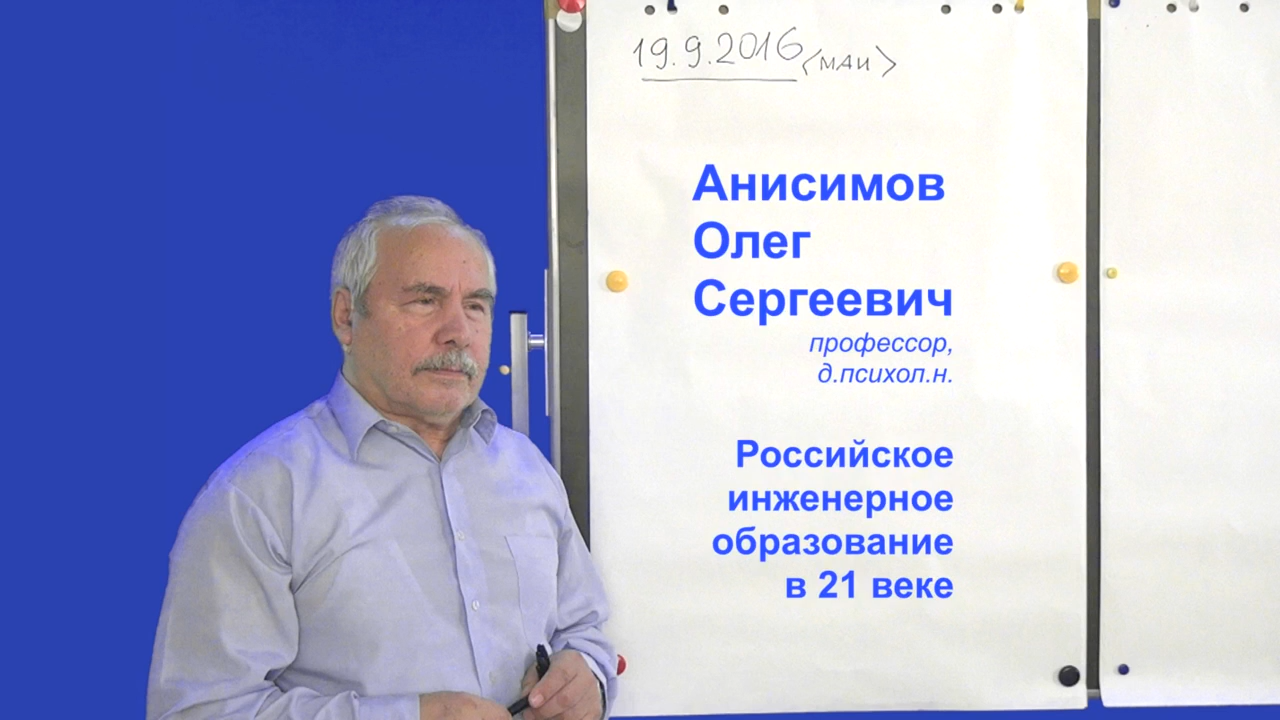 19.9.2016 <МАИ>
Анисимов
Олег
Сергеевич
профессор,
д.психол.н.
Российское
инженерное
образование
в 21 веке